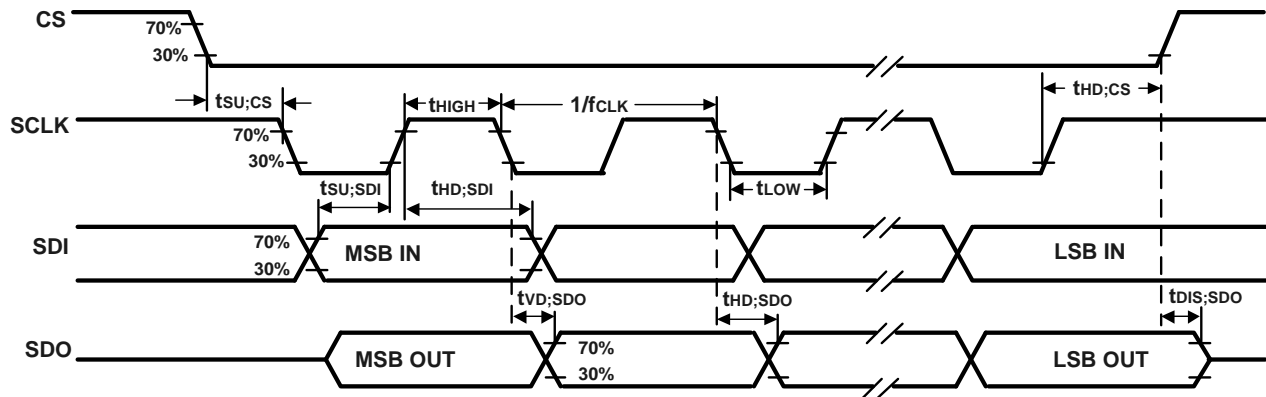 CS
70%
30%
tSU;CS
tHIGH
1/fCLK
tHD;CS
SCLK
70%
30%
tSU;SDI
tHD;SDI
tLOW
SDI
70%
30%
MSB IN
LSB IN
tVD;SDO
tHD;SDO
tDIS;SDO
SDO
MSB OUT
70%
30%
LSB OUT